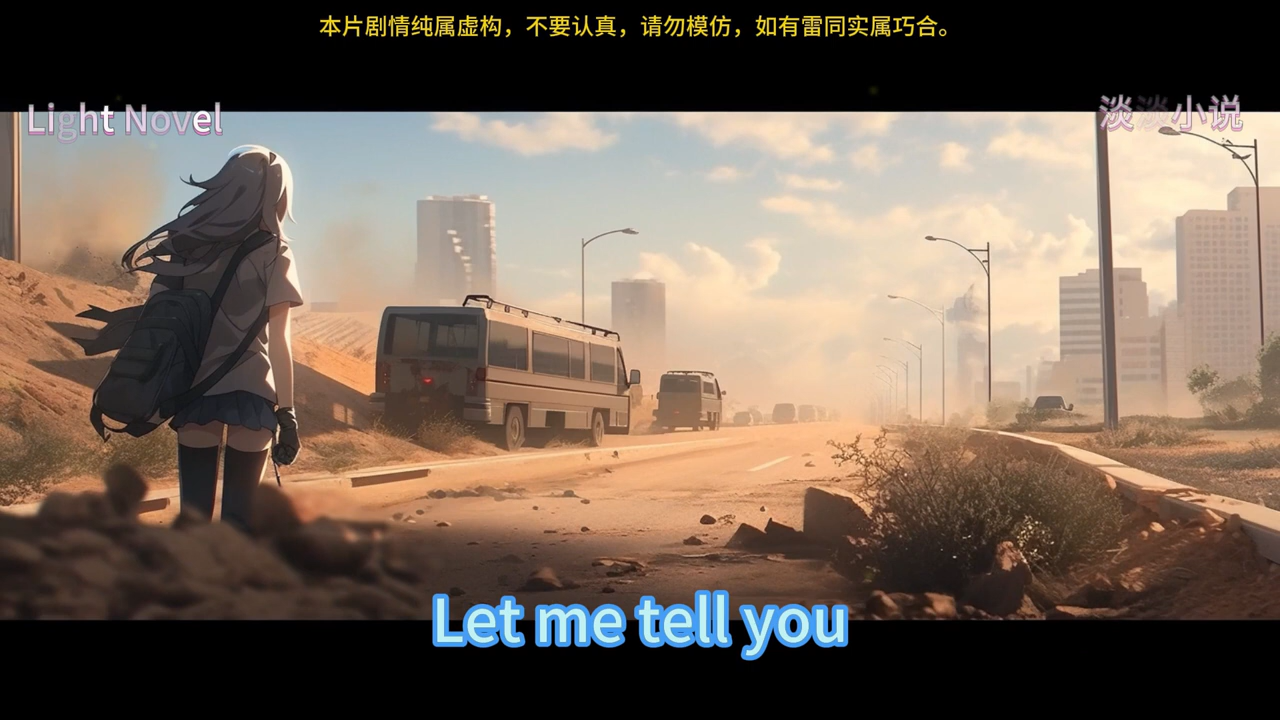 本片剧情纯属虚构，不要认真，请勿模仿，如有雷同实属巧合。
Light Novel
淡淡小说
Let me tell you